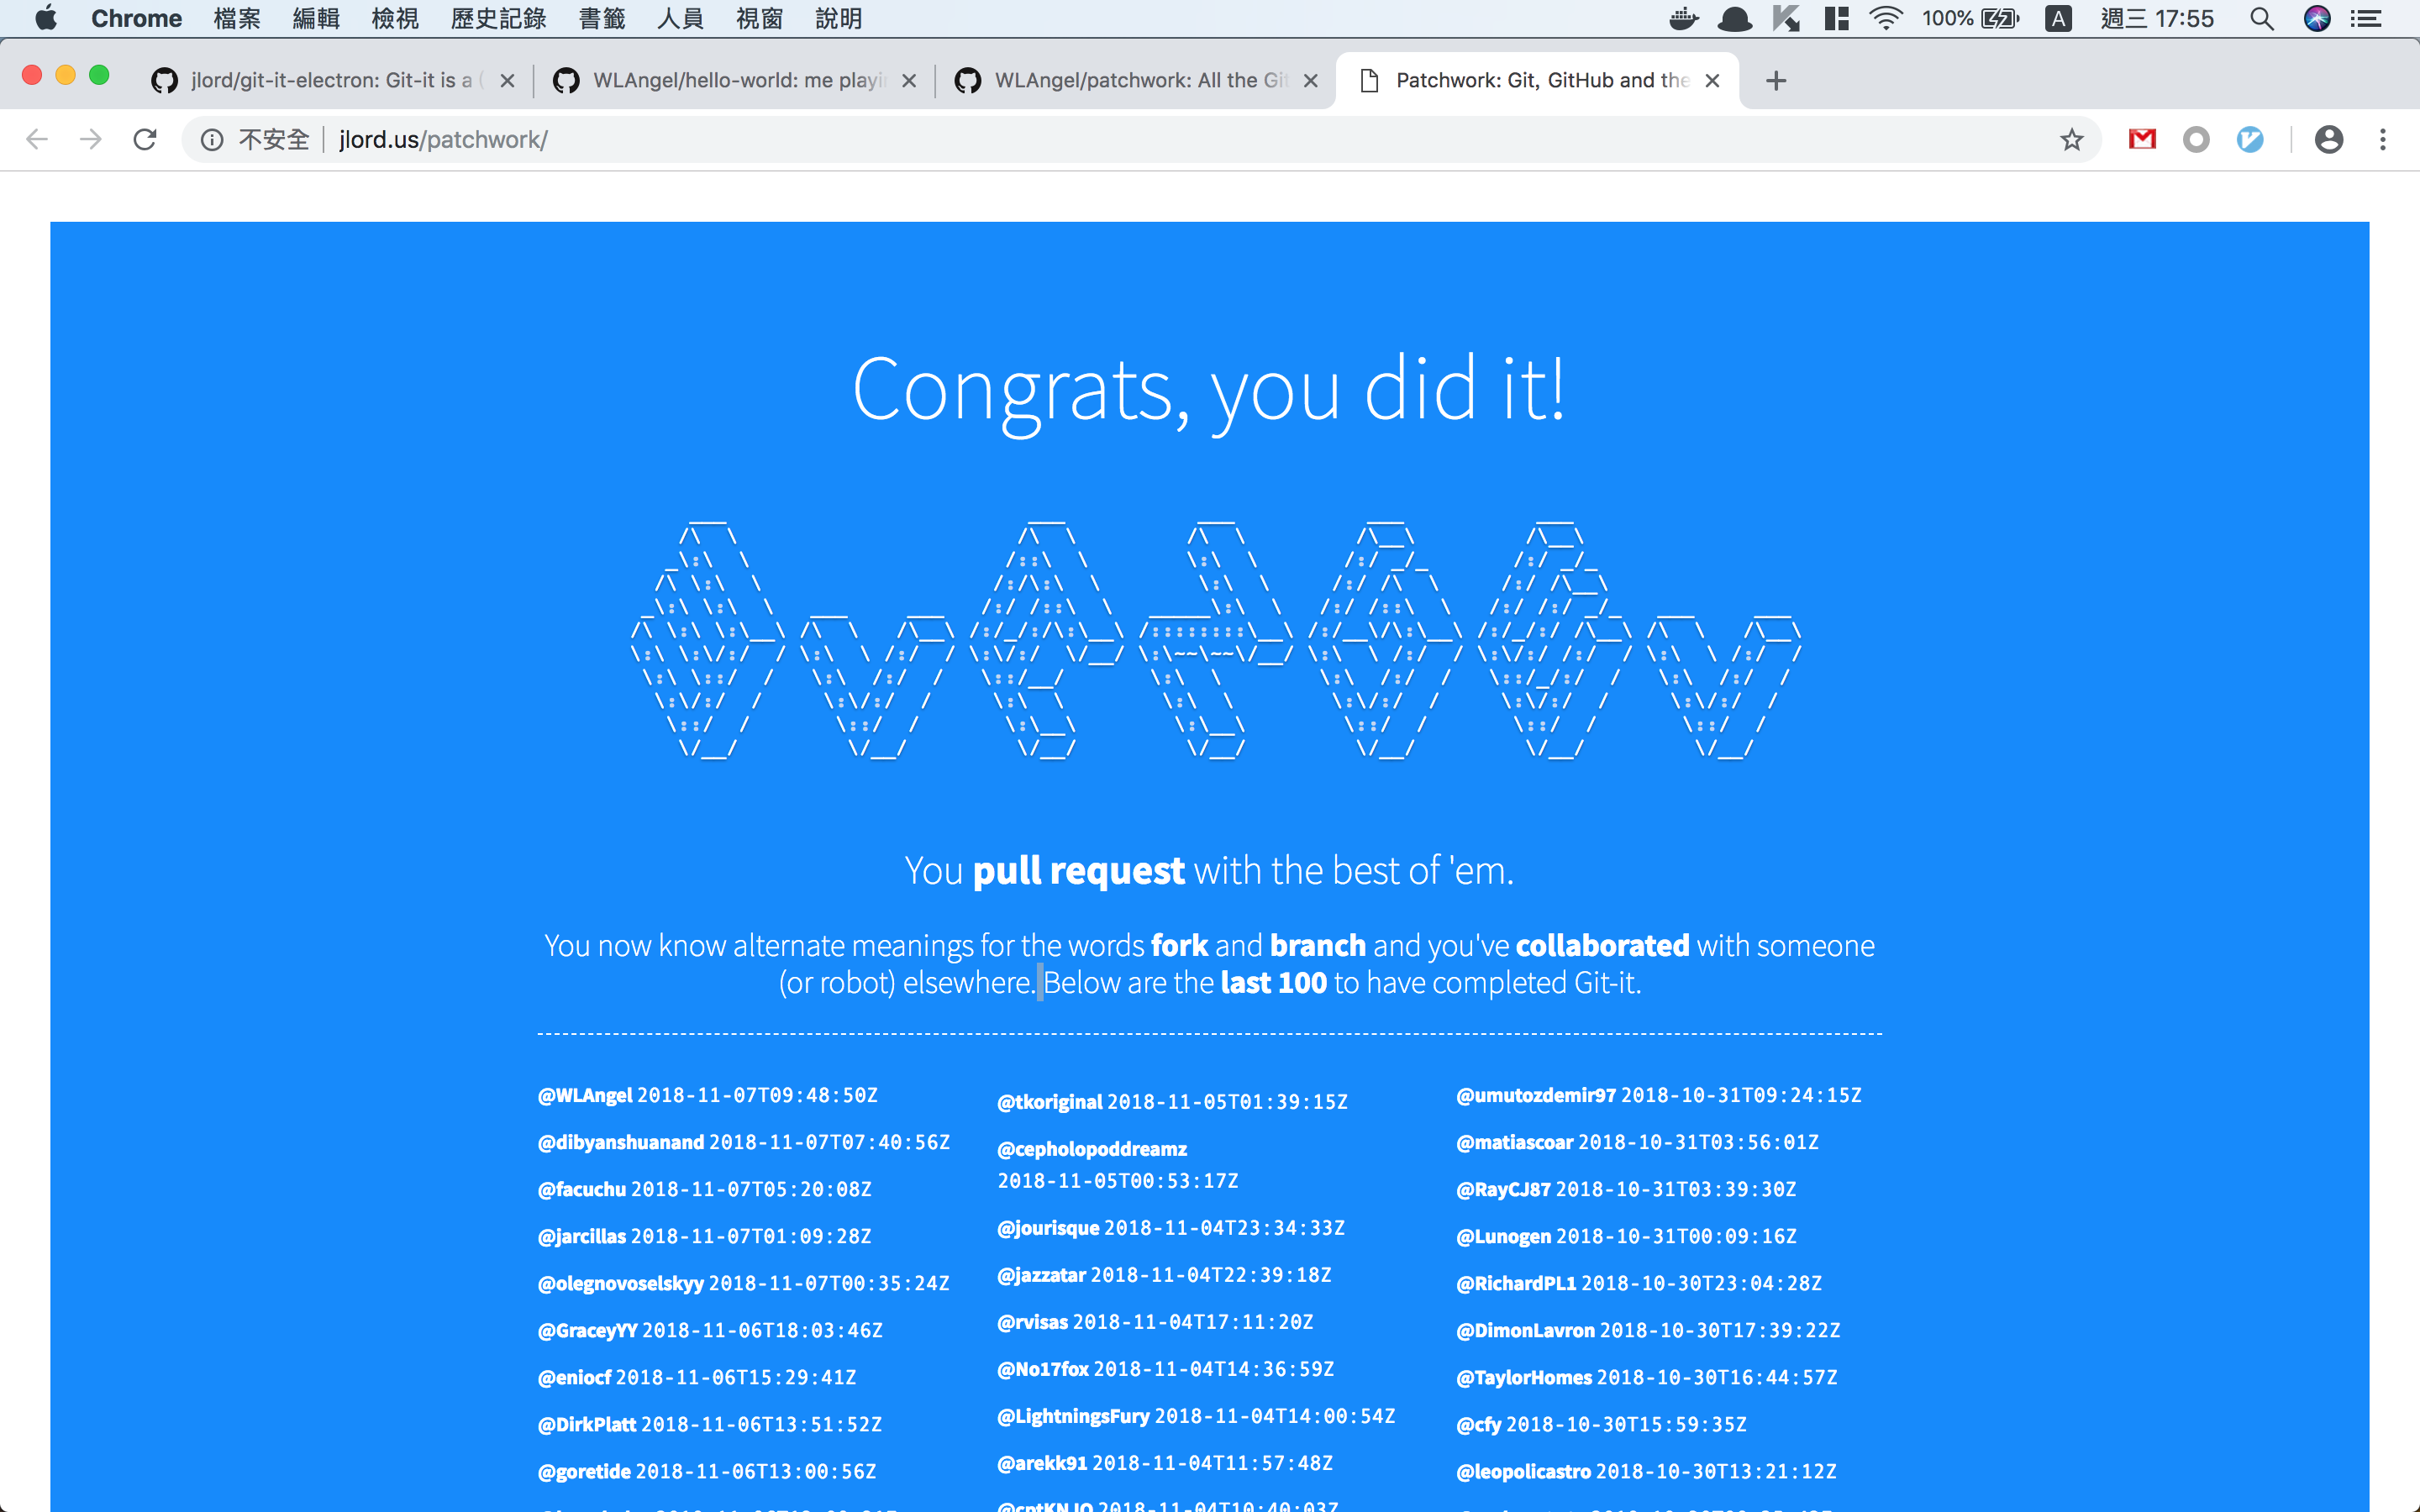 Chrome 檔案 編輯 檢視 歷史記錄 書籤 人員 視窗 說明 100% A 週三 17:55
jlord/git-it-electron: Git-it is a WLAngel/hello-world: me playi WLAngel/patchwork: All the Git Patchwork: Git, GitHub and the
不安全 jlord.us/patchwork/
Congrats, you did it!
You pull request with the best of 'em.
You now know alternate meanings for the words fork and branch and you've collaborated with someone
(or robot) elsewhere. Below are the last 100 to have completed Git-it.
@WLAngel 2018-11-07T09:48:50Z
@dibyanshuanand 2018-11-07T07:40:56Z
@facuchu 2018-11-07T05:20:08Z
@jarcillas 2018-11-07T01:09:28Z
@olegnovoselskyy 2018-11-07T00:35:24Z
@GraceyYY 2018-11-06T18:03:46Z
@eniocf 2018-11-06T15:29:41Z
@DirkPlatt 2018-11-06T13:51:52Z
@goretide 2018-11-06T13:00:56Z
@tkoriginal 2018-11-05T01:39:15Z
@cepholopoddreamz
2018-11-05T00:53:17Z
@jourisque 2018-11-04T23:34:33Z
@jazzatar 2018-11-04T22:39:18Z
@rvisas 2018-11-04T17:11:20Z
@No17fox 2018-11-04T14:36:59Z
@LightningsFury 2018-11-04T14:00:54Z
@arekk91 2018-11-04T11:57:48Z
2018-11-04T10:40:03Z
@umutozdemir97 2018-10-31T09:24:15Z
@matiascoar 2018-10-31T03:56:01Z
@RayCJ87 2018-10-31T03:39:30Z
@Lunogen 2018-10-31T00:09:16Z
@RichardPL1 2018-10-30T23:04:28Z
@DimonLavron 2018-10-30T17:39:22Z
@TaylorHomes 2018-10-30T16:44:57Z
@cfy 2018-10-30T15:59:35Z
@leopolicastro 2018-10-30T13:21:12Z